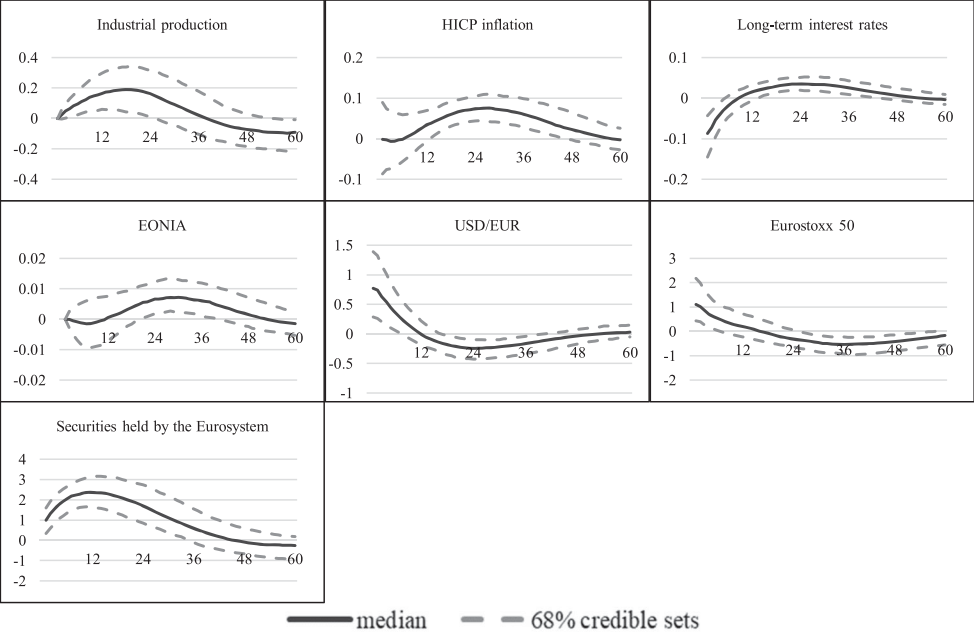 Industrial production
0.4
0.2
0
-0.2
-0.4
12 24 36 48 60
HICP inflation
0.2
0.1
0
-0.1
12 24 36 48 60
Long-term interest rates
0.1
0
-0.1
-0.2
12 24 36 48 60
EONIA
0.02
0.01
0
-0.01
-0.02
12 24 36 48 60
USD/EUR
1.5
1
0.5
0
-0.5
-1
12 24 36 48 60
Eurostoxx 50
3
2
1
0
-1
-2
12 24 36 48 60
Securities held by the Eurosystem
4
3
2
1
0
-1
-2
12 24 36 48 60
median 68% credible sets